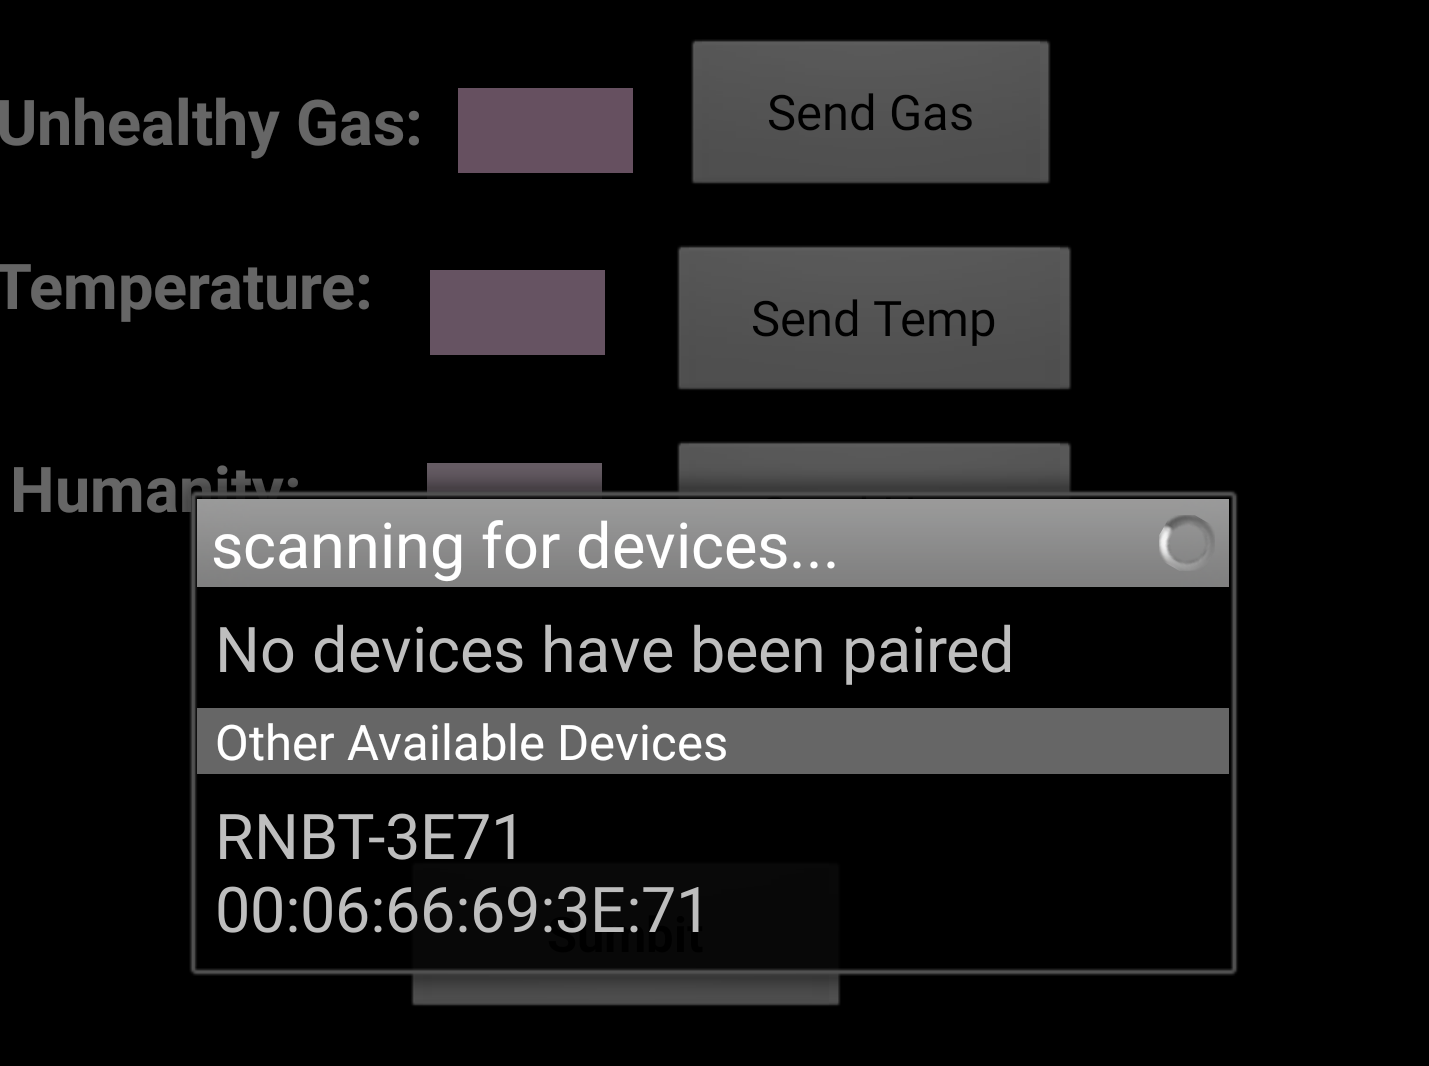 Unhealthy Gas:
Send Gas
Temperature:
Send Temp
Humanity:
scanning for devices...
No devices have been paired
Other Available Devices
RNBT-3E71
00:06:66:69:3E:71
Sumbit